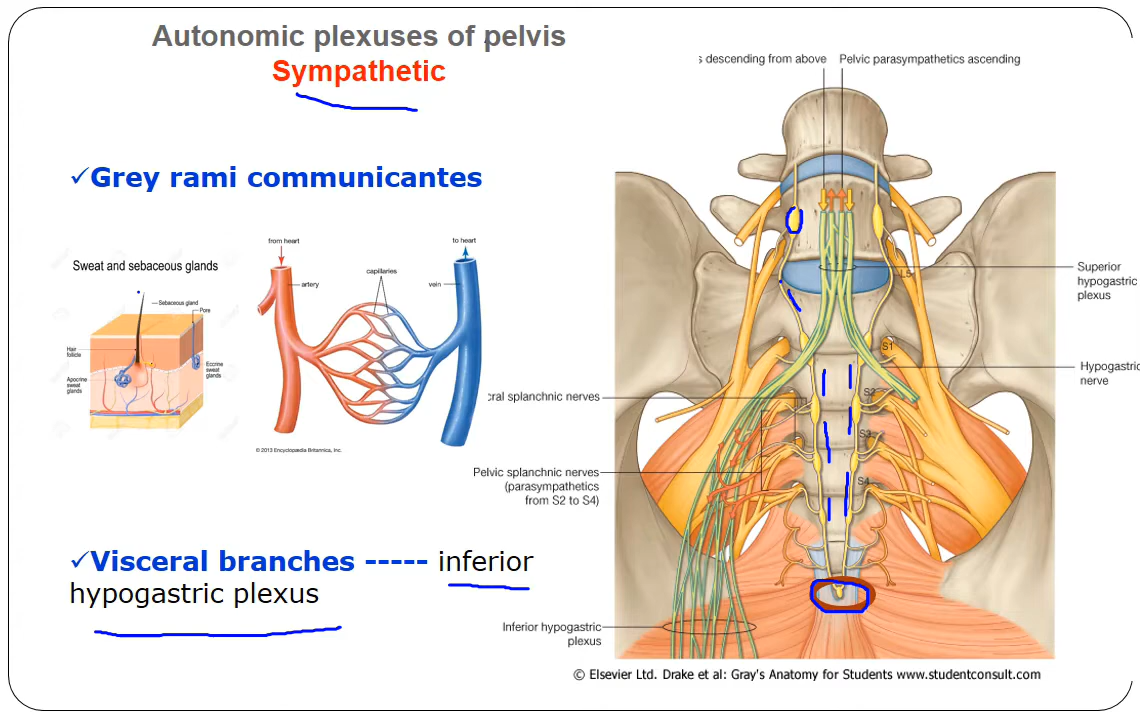 Autonomic plexuses of pelvis
Sympathetic
✓Grey rami communicantes
Sweat and sebaceous glands
Sebaceous gland
Pore
Hair
follicle
Eccrine
sweat
glands
Apocrine
sweat
glands
from heart
to heart
capillaries
artery
vein
© 2013 Encyclopædia Britannica, Inc.
✓Visceral branches ----- inferior
hypogastric plexus
s descending from above
Pelvic parasympathetics ascending
L5
Superior
hypogastric
plexus
S1
Hypogastric
nerve
S2
cral splanchnic nerves
S3
Pelvic splanchnic nerves
(parasympathetics
from S2 to S4)
S4
Inferior hypogastric
plexus
© Elsevier Ltd. Drake et al: Gray's Anatomy for Students www.studentconsult.com